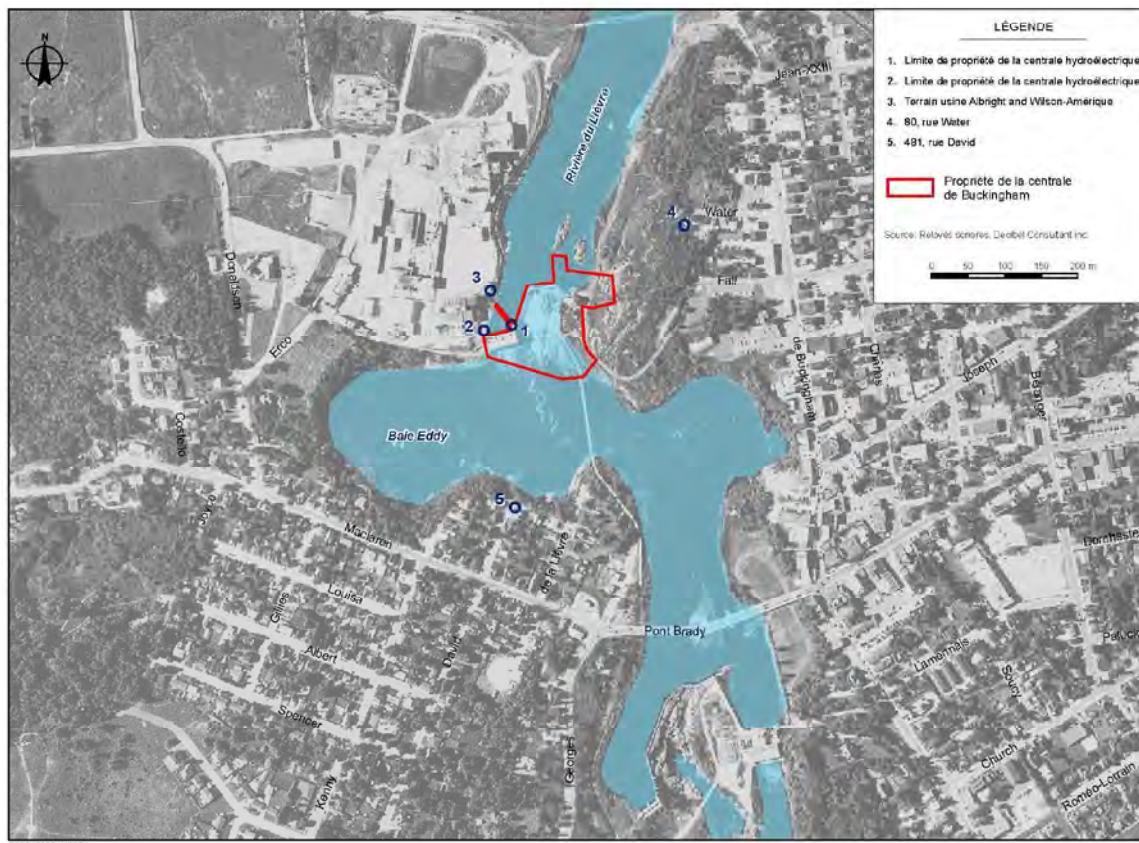 LÉGENDE
1. Limite de propriété de la centrale hydroélectrique
2. Limite de propriété de la centrale hydroélectrique
3. Terrain usine Albright and Wilson-Amérique
4. 80, rue Water
5. 481, rue David
Propriété de la centrale
de Buckingham
Source: Relevés sonores, Decibel Consultant inc.
0 50 100 150 200 m
Jean-XXIII
Rivière du Lièvre
4
Water
Donaldson
Fall
3
2
1
Erco
de Buckingham
Charles
Joseph
Bélanger
Costello
Baie Eddy
5
Joyce
Maclaren
de la Lièvre
Dorchester
Gillies
Louisa
Pont Brady
David
Albert
Lamennais
Soucy
Spencer
Church
Georges
Kenny
Roméo-Lorrain